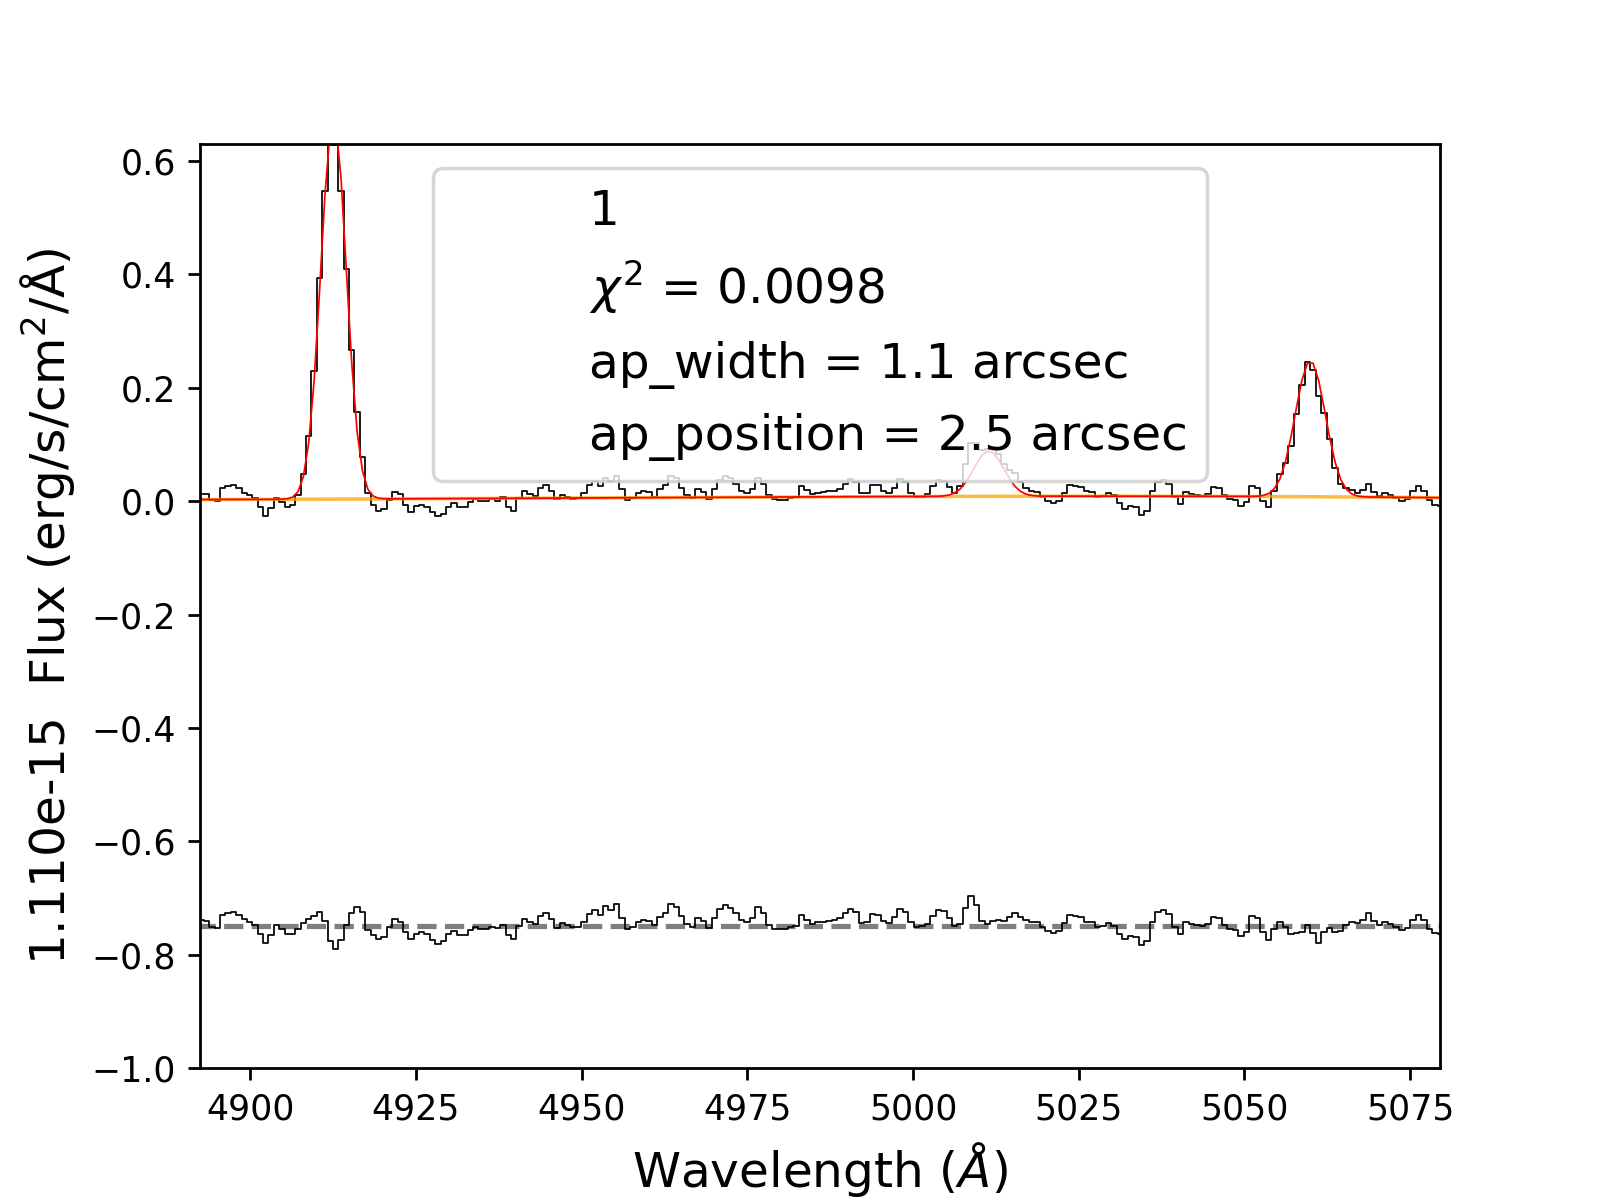 1
χ² = 0.0098
ap_width = 1.1 arcsec
ap_position = 2.5 arcsec
0.6
0.4
0.2
0.0
−0.2
−0.4
−0.6
−0.8
−1.0
1.110e-15 Flux (erg/s/cm²/Å)
4900 4925 4950 4975 5000 5025 5050 5075
Wavelength (Å)